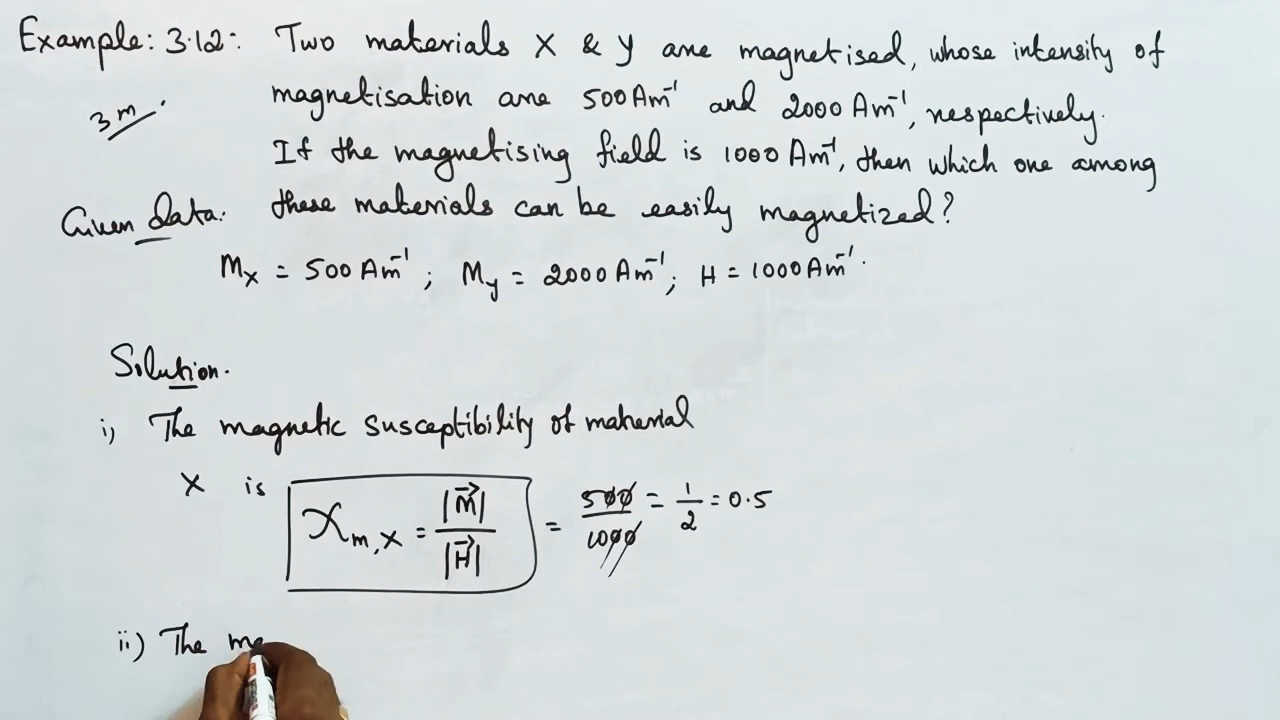 Example: 3.12:- Two materials X & Y are magnetised, whose intensity of
magnetisation are 500 Am⁻¹ and 2000 Am⁻¹, respectively.
3m
If the magnetising field is 1000 Am⁻¹, then which one among
these materials can be easily magnetized?
Given data:
Mx = 500 Am⁻¹ ; My = 2000 Am⁻¹ ; H = 1000 Am⁻¹.
Solution.
i) The magnetic susceptibility of material
X is χm,x = |M⃗| / |H⃗| = 500/1000 = 1/2 = 0.5
ii) The ma